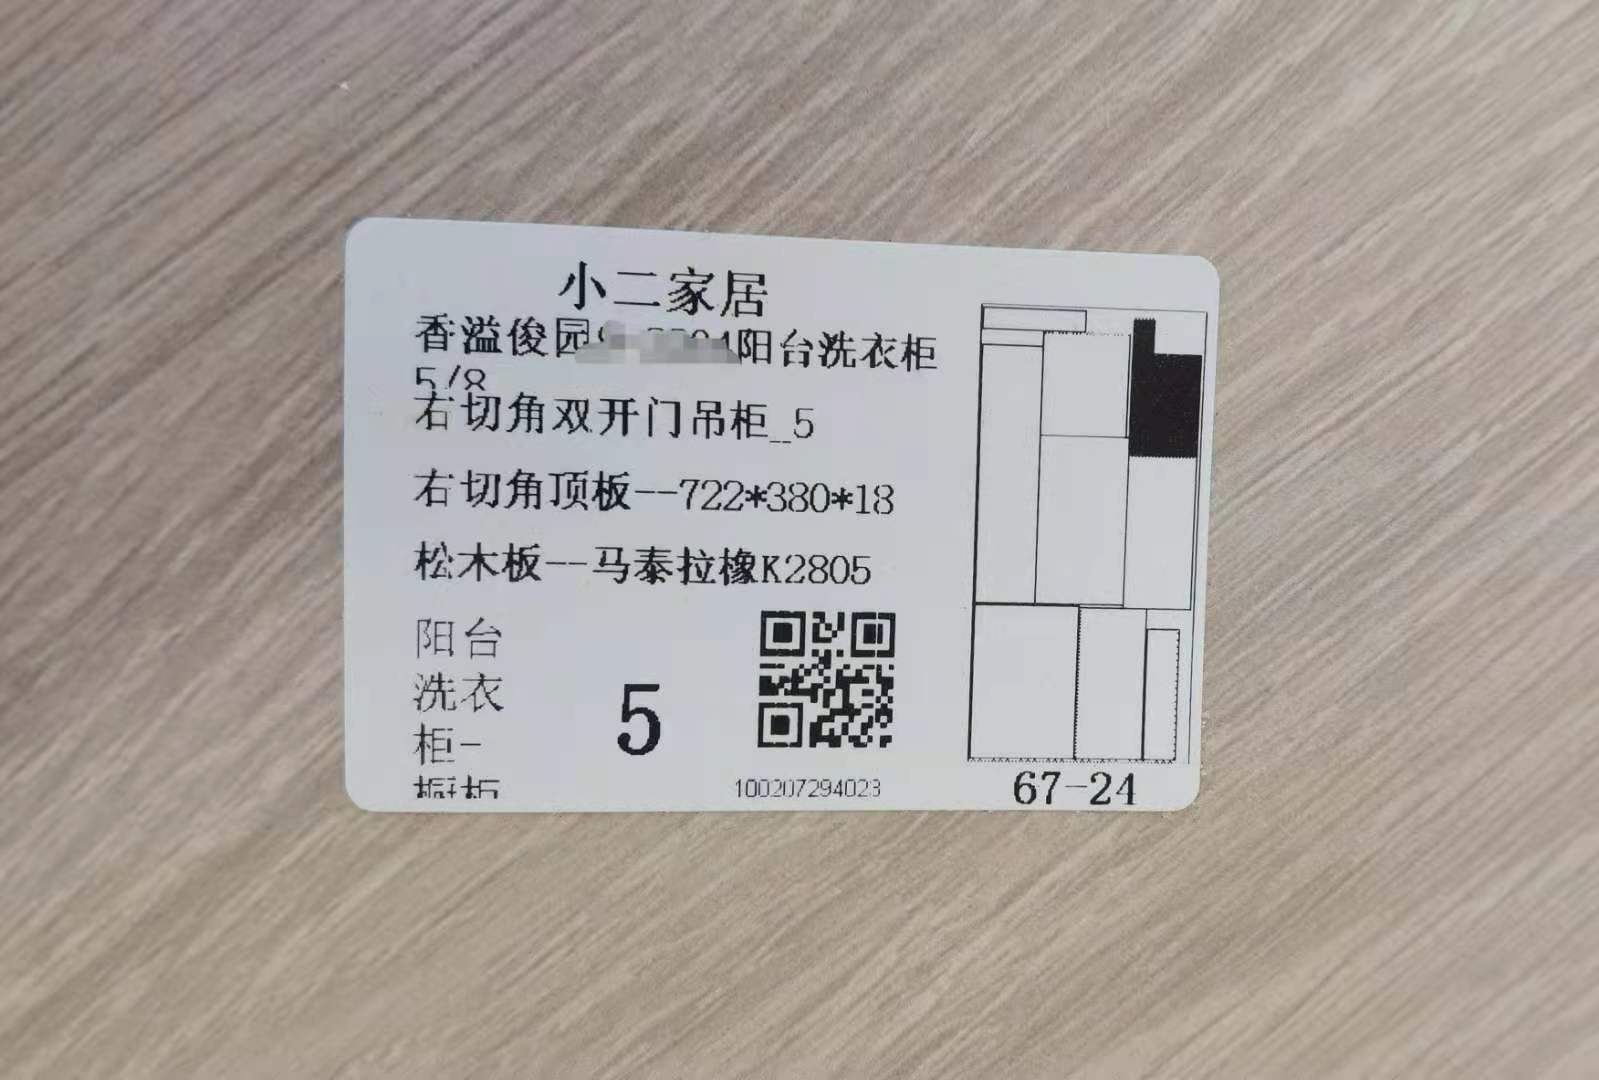 小二家居
香溢俊园 阳台洗衣柜
5/8
右切角双开门吊柜_5
右切角顶板--722*380*18
松木板--马泰拉橡K2805
阳台
洗衣
柜-
5
100207294023
67-24